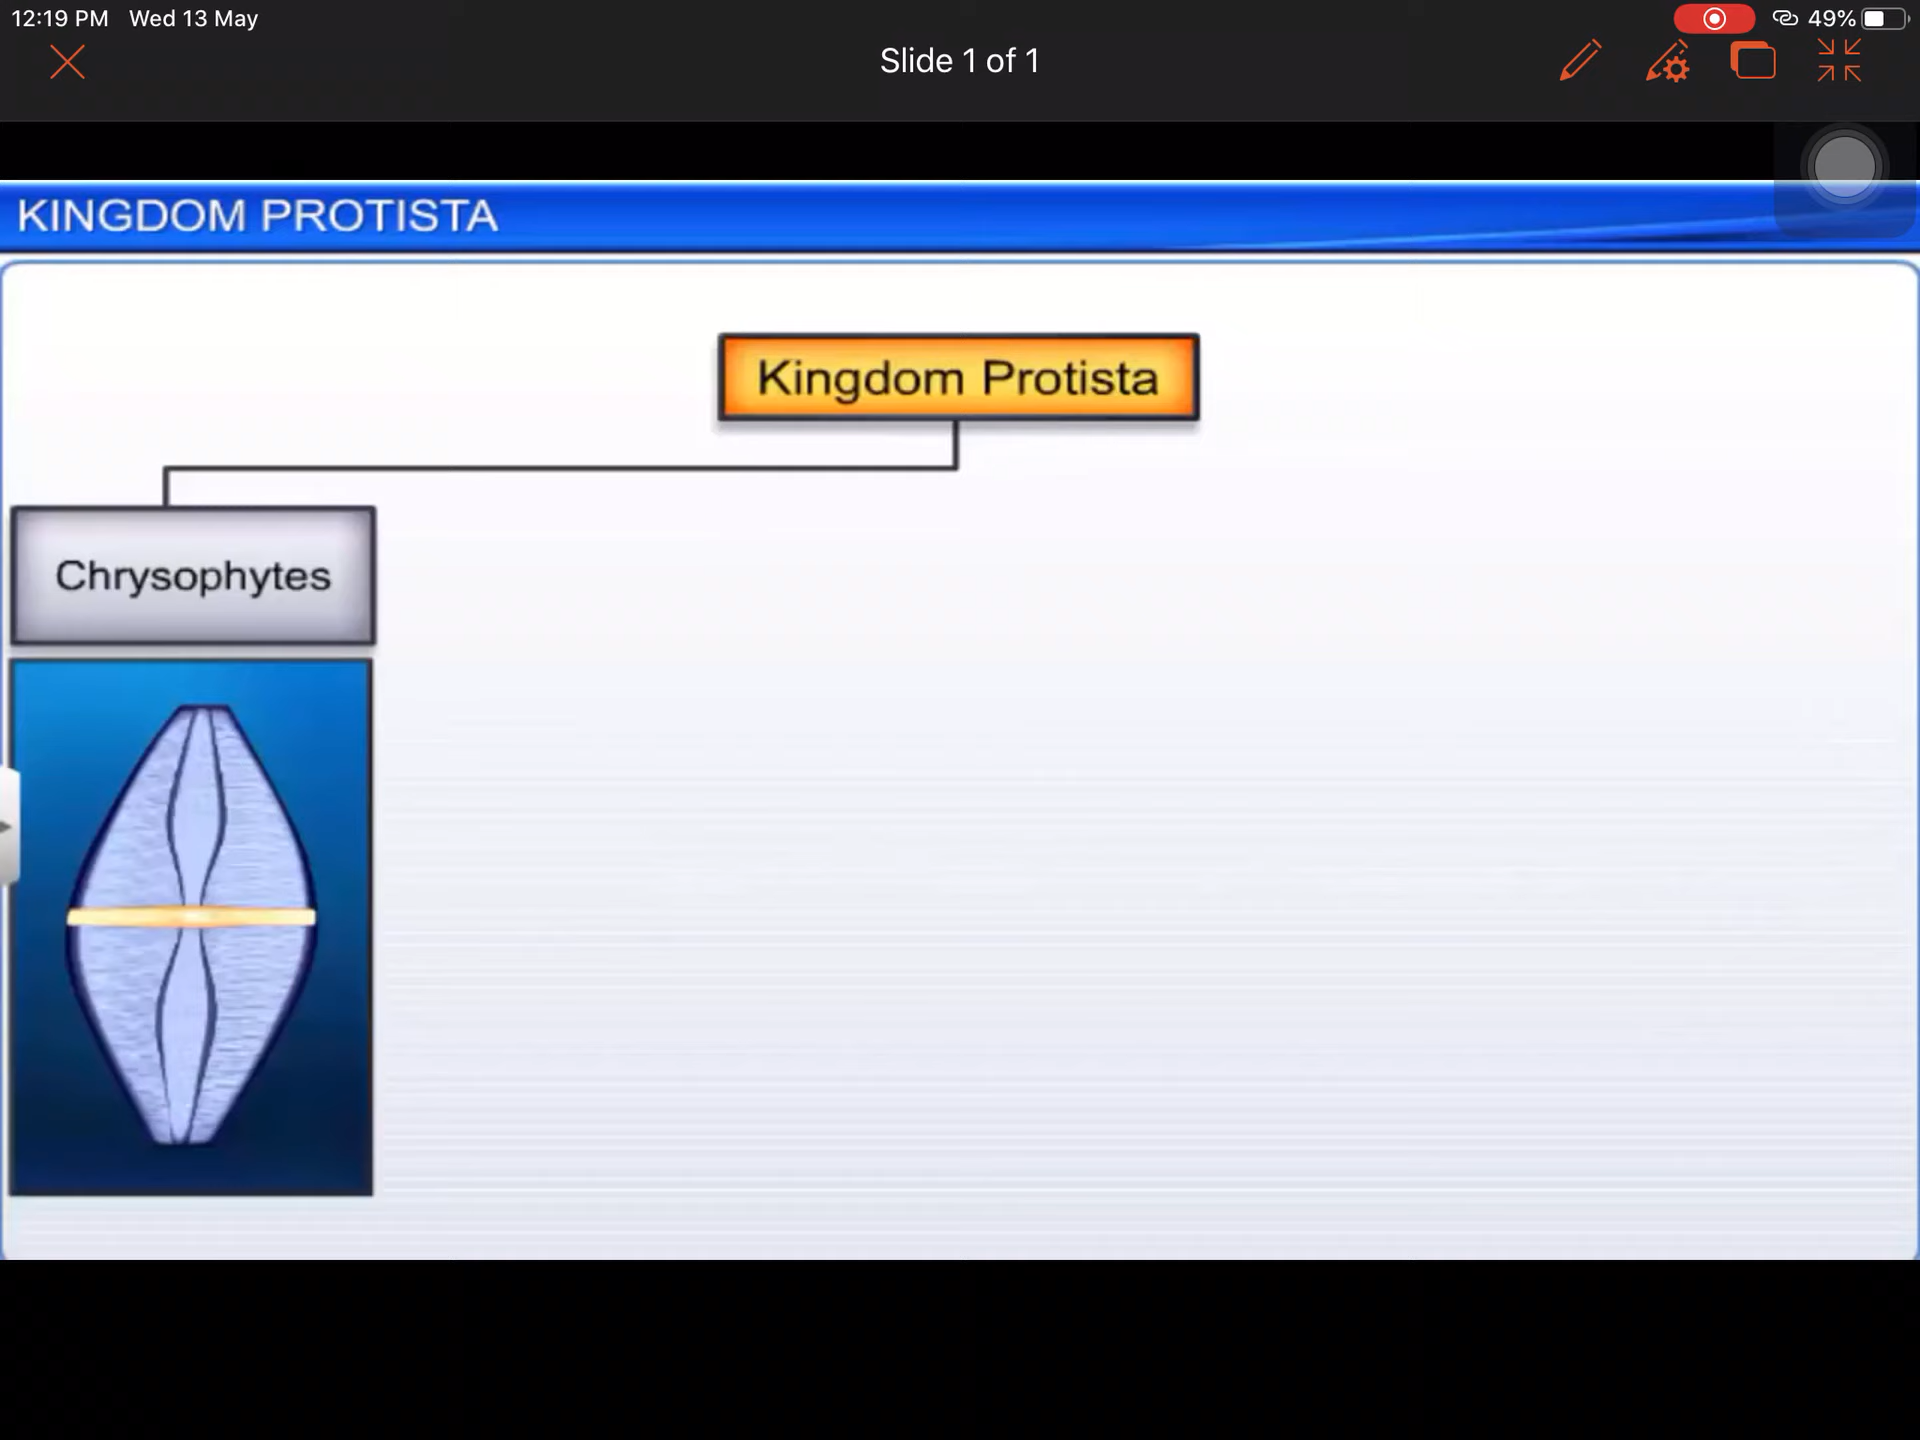 12:19 PM Wed 13 May
49%
Slide 1 of 1
KINGDOM PROTISTA
Kingdom Protista
Chrysophytes